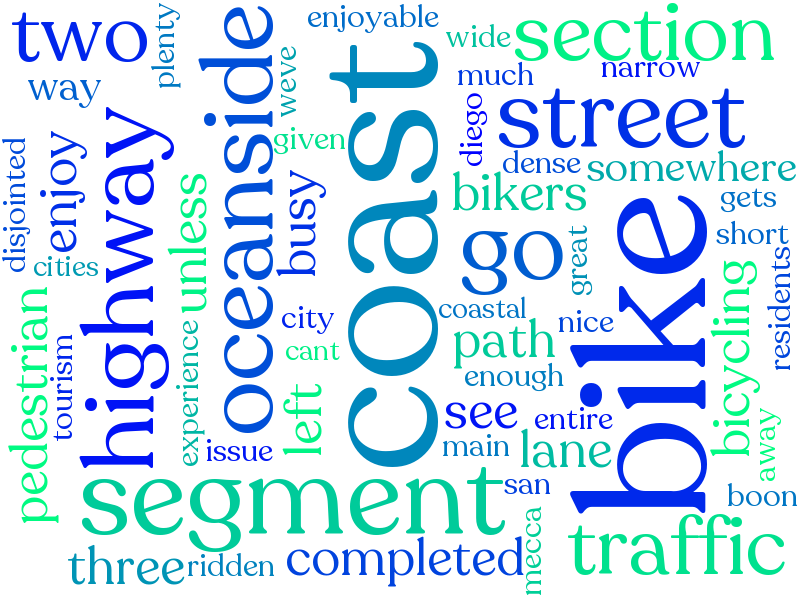 two
plenty
way
oceanside
weve
enjoyable
coast
wide
section
much
narrow
street
diego
given
dense
somewhere
disjointed
enjoy
highway
unless
busy
bikers
gets
cities
go
great
bike
short
residents
pedestrian
tourism
experience
city
cant
coastal
path
nice
bicycling
enough
left
issue
see
entire
main
lane
away
segment
san
boon
three
ridden
completed
mecca
traffic